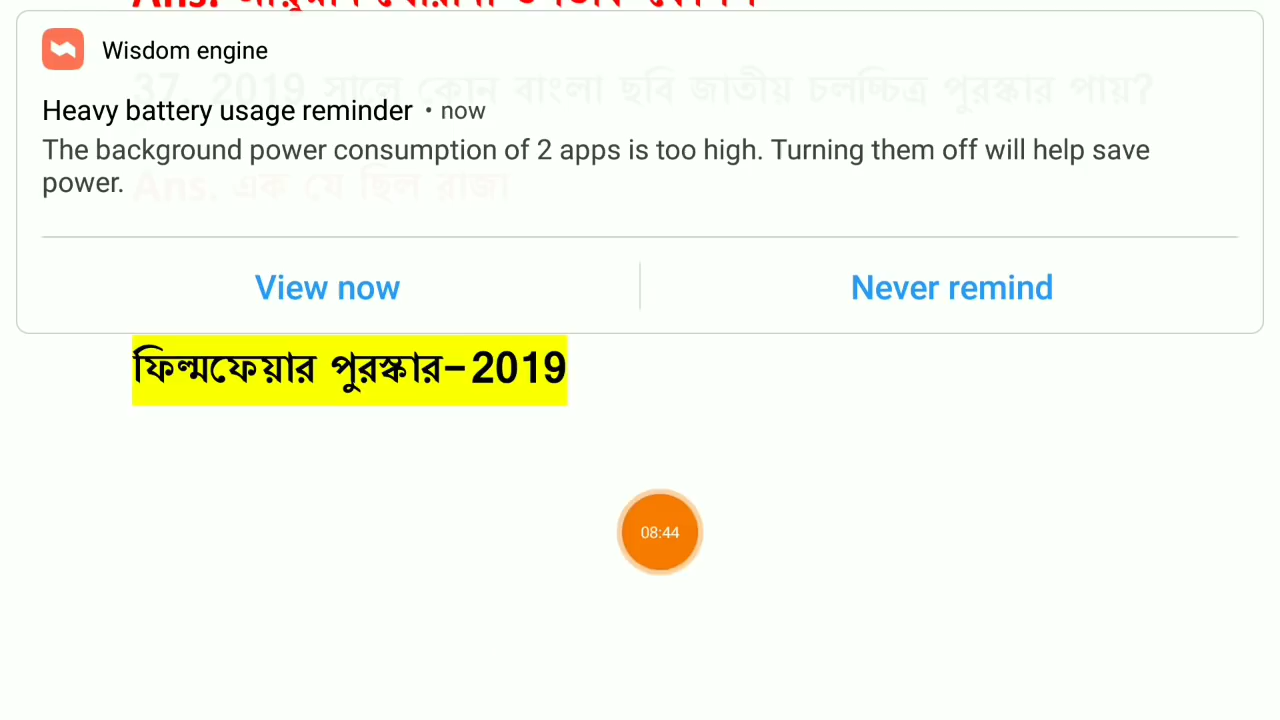 Ans.
Wisdom engine
37. 2019 সালে কোন বাংলা ছবি জাতীয় চলচ্চিত্র পুরস্কার পায়?
Heavy battery usage reminder • now
The background power consumption of 2 apps is too high. Turning them off will help save
power.
Ans. এক যে ছিল রাজা
View now
Never remind
ফিল্মফেয়ার পুরস্কার-2019
08:44